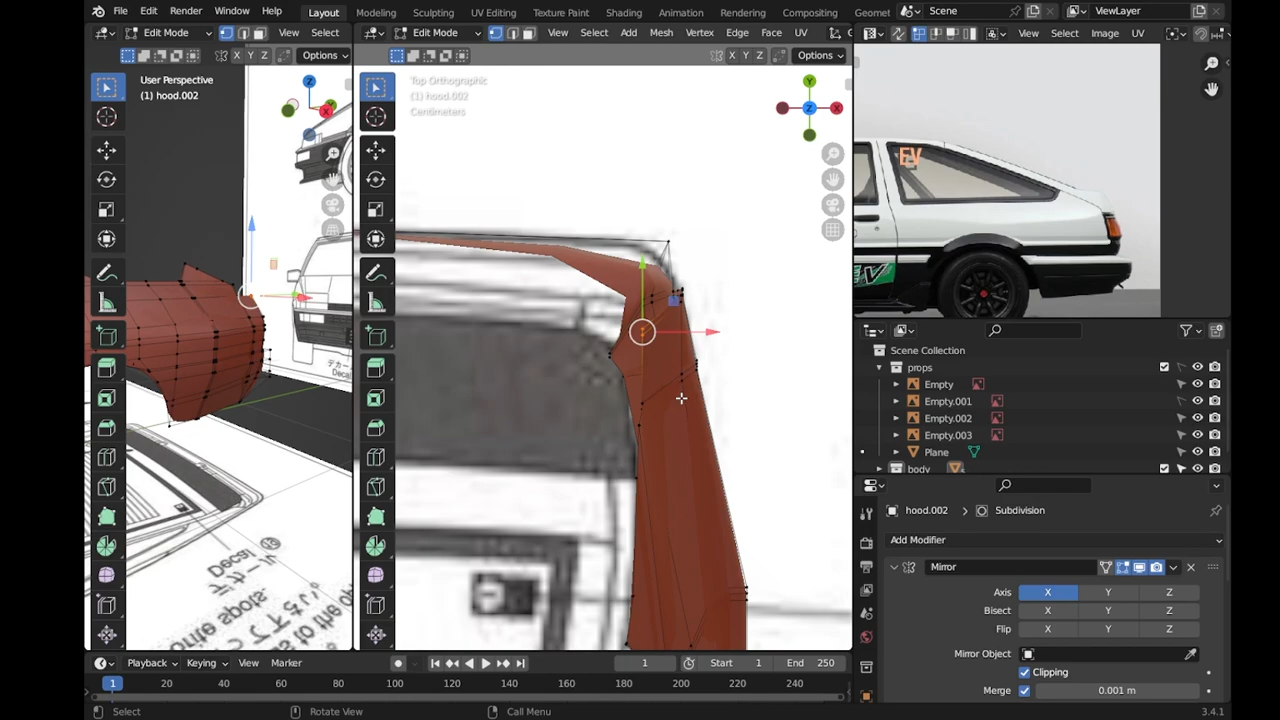 File Edit Render Window Help
Layout Modeling Sculpting UV Editing Texture Paint Shading Animation Rendering Compositing Geomet
Scene
ViewLayer
Edit Mode View Select
Edit Mode View Select Add Mesh Vertex Edge Face UV
View Select Image UV
X Y Z Options
X Y Z Options
User Perspective
(1) hood.002
Top Orthographic
(1) hood.002
Centimeters
Z
X
Y
Z
X
EV
Decal
Scene Collection
props
Empty
Empty.001
Empty.002
Empty.003
Plane
body
hood.002 Subdivision
Add Modifier
Mirror
Axis X Y Z
Bisect X Y Z
Flip X Y Z
Mirror Object
Clipping
Merge 0.001 m
Playback Keying View Marker
1 Start 1 End 250
1 20 40 60 80 100 120 140 160 180 200 220 240
Select Rotate View Call Menu 3.4.1